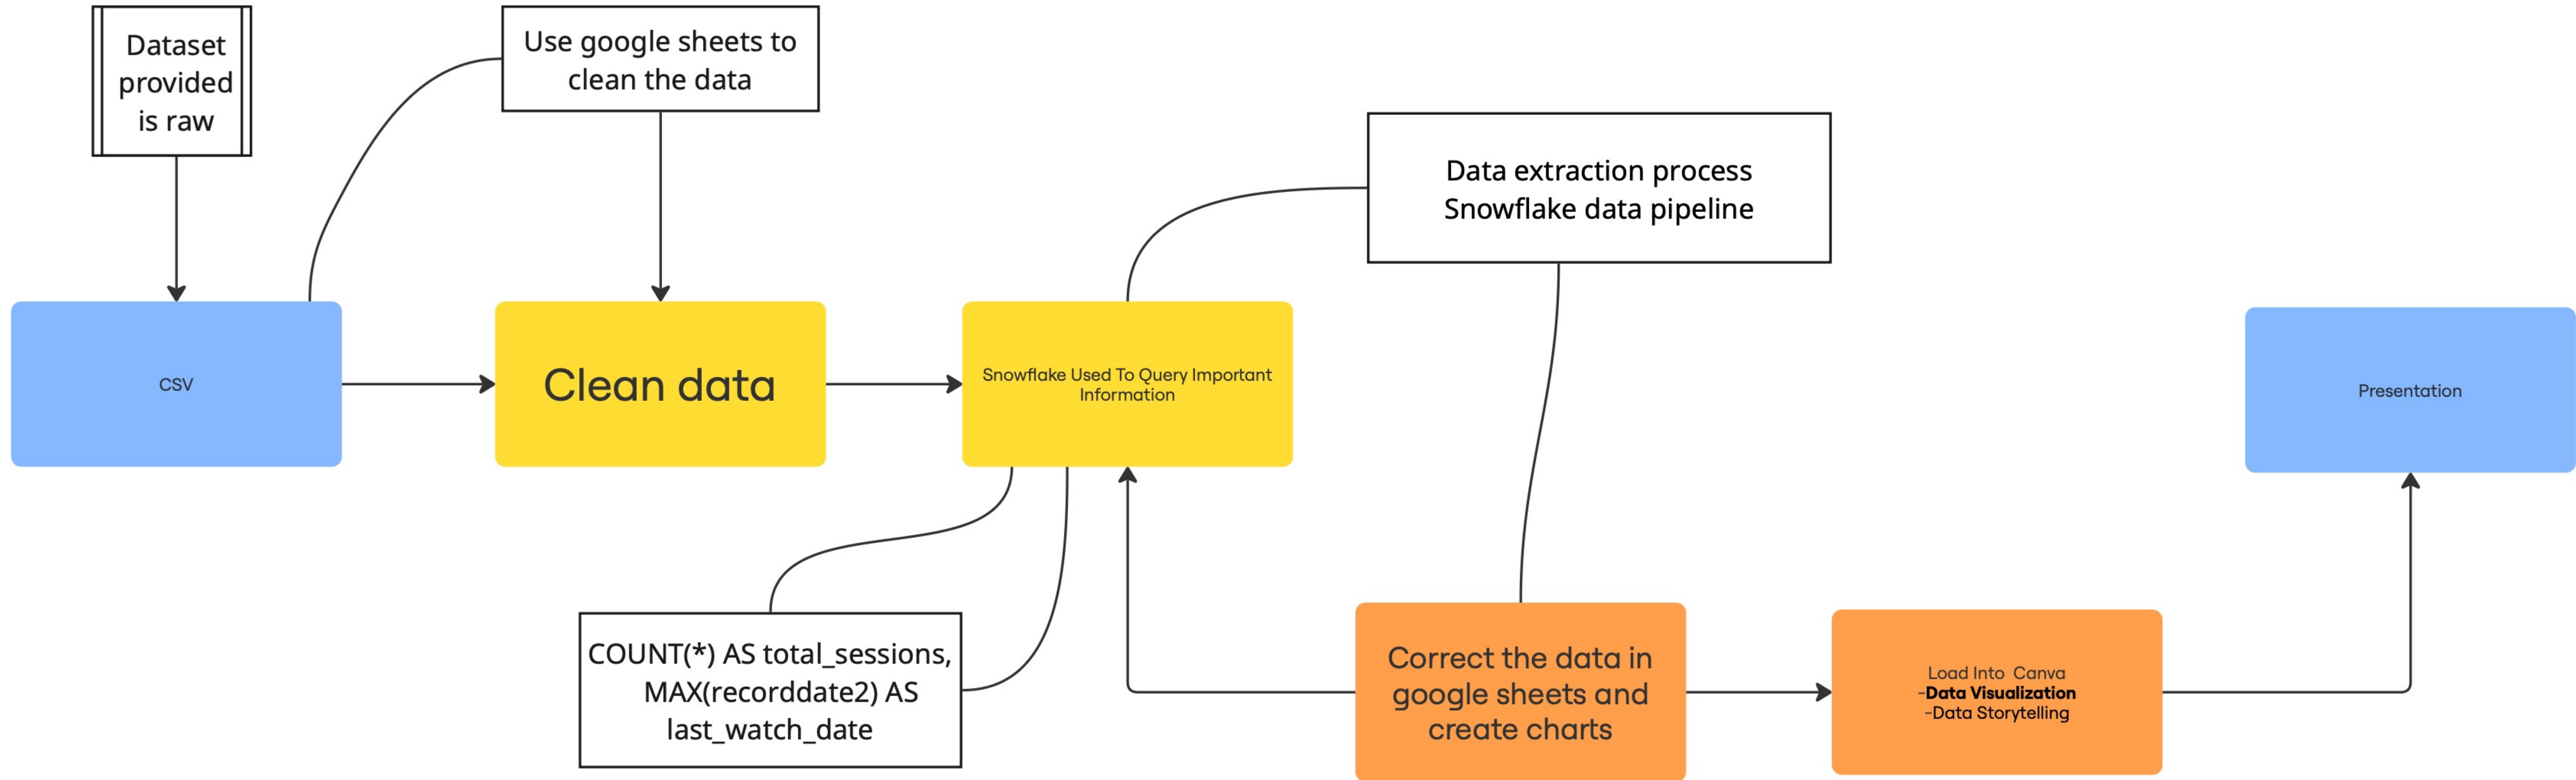 Dataset
provided
is raw
Use google sheets to
clean the data
Data extraction process
Snowflake data pipeline
CSV
Clean data
Snowflake Used To Query Important
Information
Presentation
COUNT(*) AS total_sessions,
MAX(recorddate2) AS
last_watch_date
Correct the data in
google sheets and
create charts
Load Into Canva
-Data Visualization
-Data Storytelling